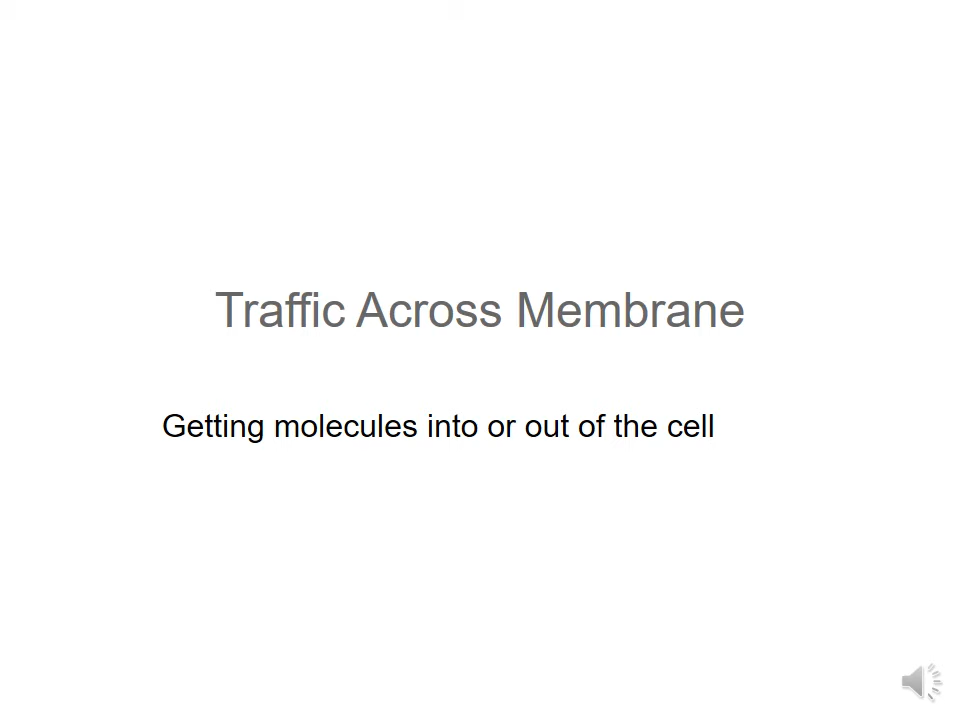 Traffic Across Membrane
Getting molecules into or out of the cell